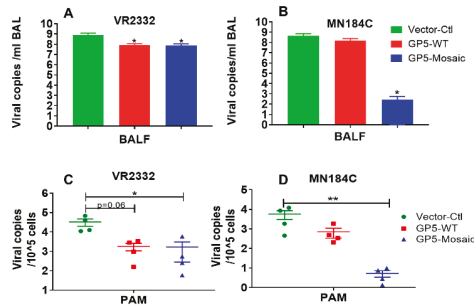 A
VR2332
Viral copies/ml BAL
10
9
8
7
6
5
4
3
2
1
0
*
*
BALF
B
MN184C
Viral copies/ml BAL
10
9
8
7
6
5
4
3
2
1
0
*
BALF
Vector-Ctl
GP5-WT
GP5-Mosaic
C
VR2332
Viral copies
/10^5 cells
6
5
4
3
2
1
*
p=0.06
PAM
D
MN184C
Viral copies
/10^5 cells
5
4
3
2
1
0
**
PAM
Vector-Ctl
GP5-WT
GP5-Mosaic